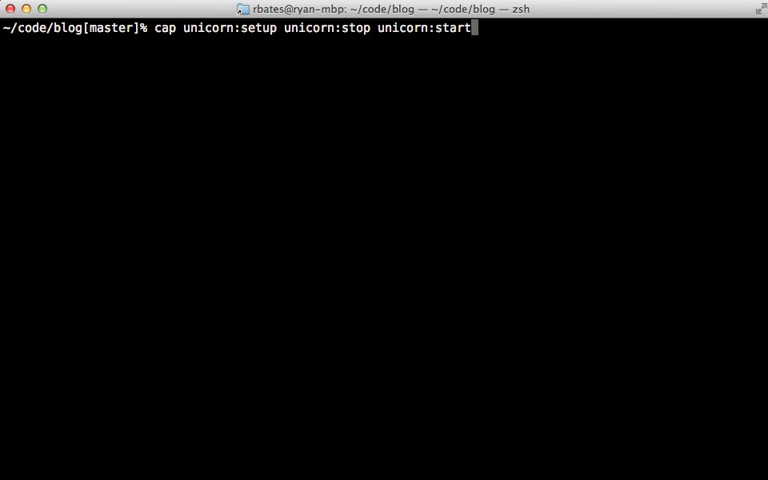 rbates@ryan-mbp: ~/code/blog — ~/code/blog — zsh
~/code/blog[master]% cap unicorn:setup unicorn:stop unicorn:start